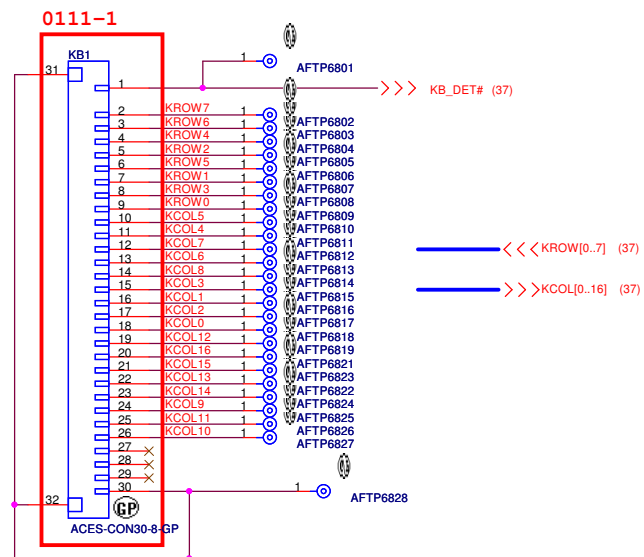 0111-1
KB1
31
1
1
AFTP6801
KB_DET# (37)
2 KROW7 1 AFTP6802
3 KROW6 1 AFTP6803
4 KROW4 1 AFTP6804
5 KROW2 1 AFTP6805
6 KROW5 1 AFTP6806
7 KROW1 1 AFTP6807
8 KROW3 1 AFTP6808
9 KROW0 1 AFTP6809
10 KCOL5 1 AFTP6810
11 KCOL4 1 AFTP6811
12 KCOL7 1 AFTP6812
KROW[0..7] (37)
13 KCOL6 1 AFTP6813
14 KCOL8 1 AFTP6814
15 KCOL3 1 AFTP6815
KCOL[0..16] (37)
16 KCOL1 1 AFTP6816
17 KCOL2 1 AFTP6817
18 KCOL0 1 AFTP6818
19 KCOL12 1 AFTP6819
20 KCOL16 1 AFTP6821
21 KCOL15 1 AFTP6823
22 KCOL13 1 AFTP6822
23 KCOL14 1 AFTP6824
24 KCOL9 1 AFTP6825
25 KCOL11 1 AFTP6826
26 KCOL10 1 AFTP6827
27
28
29
30
1
AFTP6828
32
GP
ACES-CON30-8-GP